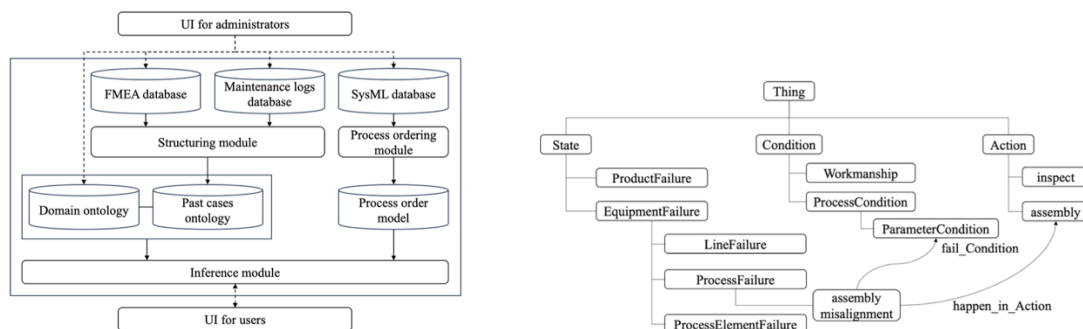 UI for administrators
FMEA database
Maintenance logs
database
SysML database
Structuring module
Process ordering
module
Domain ontology
Past cases
ontology
Process order
model
Inference module
UI for users
Thing
State
Condition
Action
ProductFailure
Workmanship
inspect
EquipmentFailure
ProcessCondition
assembly
ParameterCondition
LineFailure
fail_Condition
ProcessFailure
assembly
misalignment
happen_in_Action
ProcessElementFailure